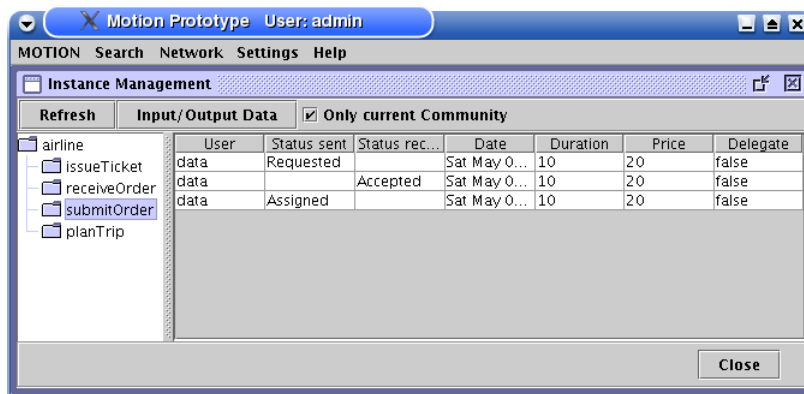 Motion Prototype User: admin
MOTION Search Network Settings Help
Instance Management
Refresh Input/Output Data Only current Community
airline
issueTicket
receiveOrder
submitOrder
planTrip
User Status sent Status rec... Date Duration Price Delegate
data Requested Sat May 0... 10 20 false
data Accepted Sat May 0... 10 20 false
data Assigned Sat May 0... 10 20 false
Close